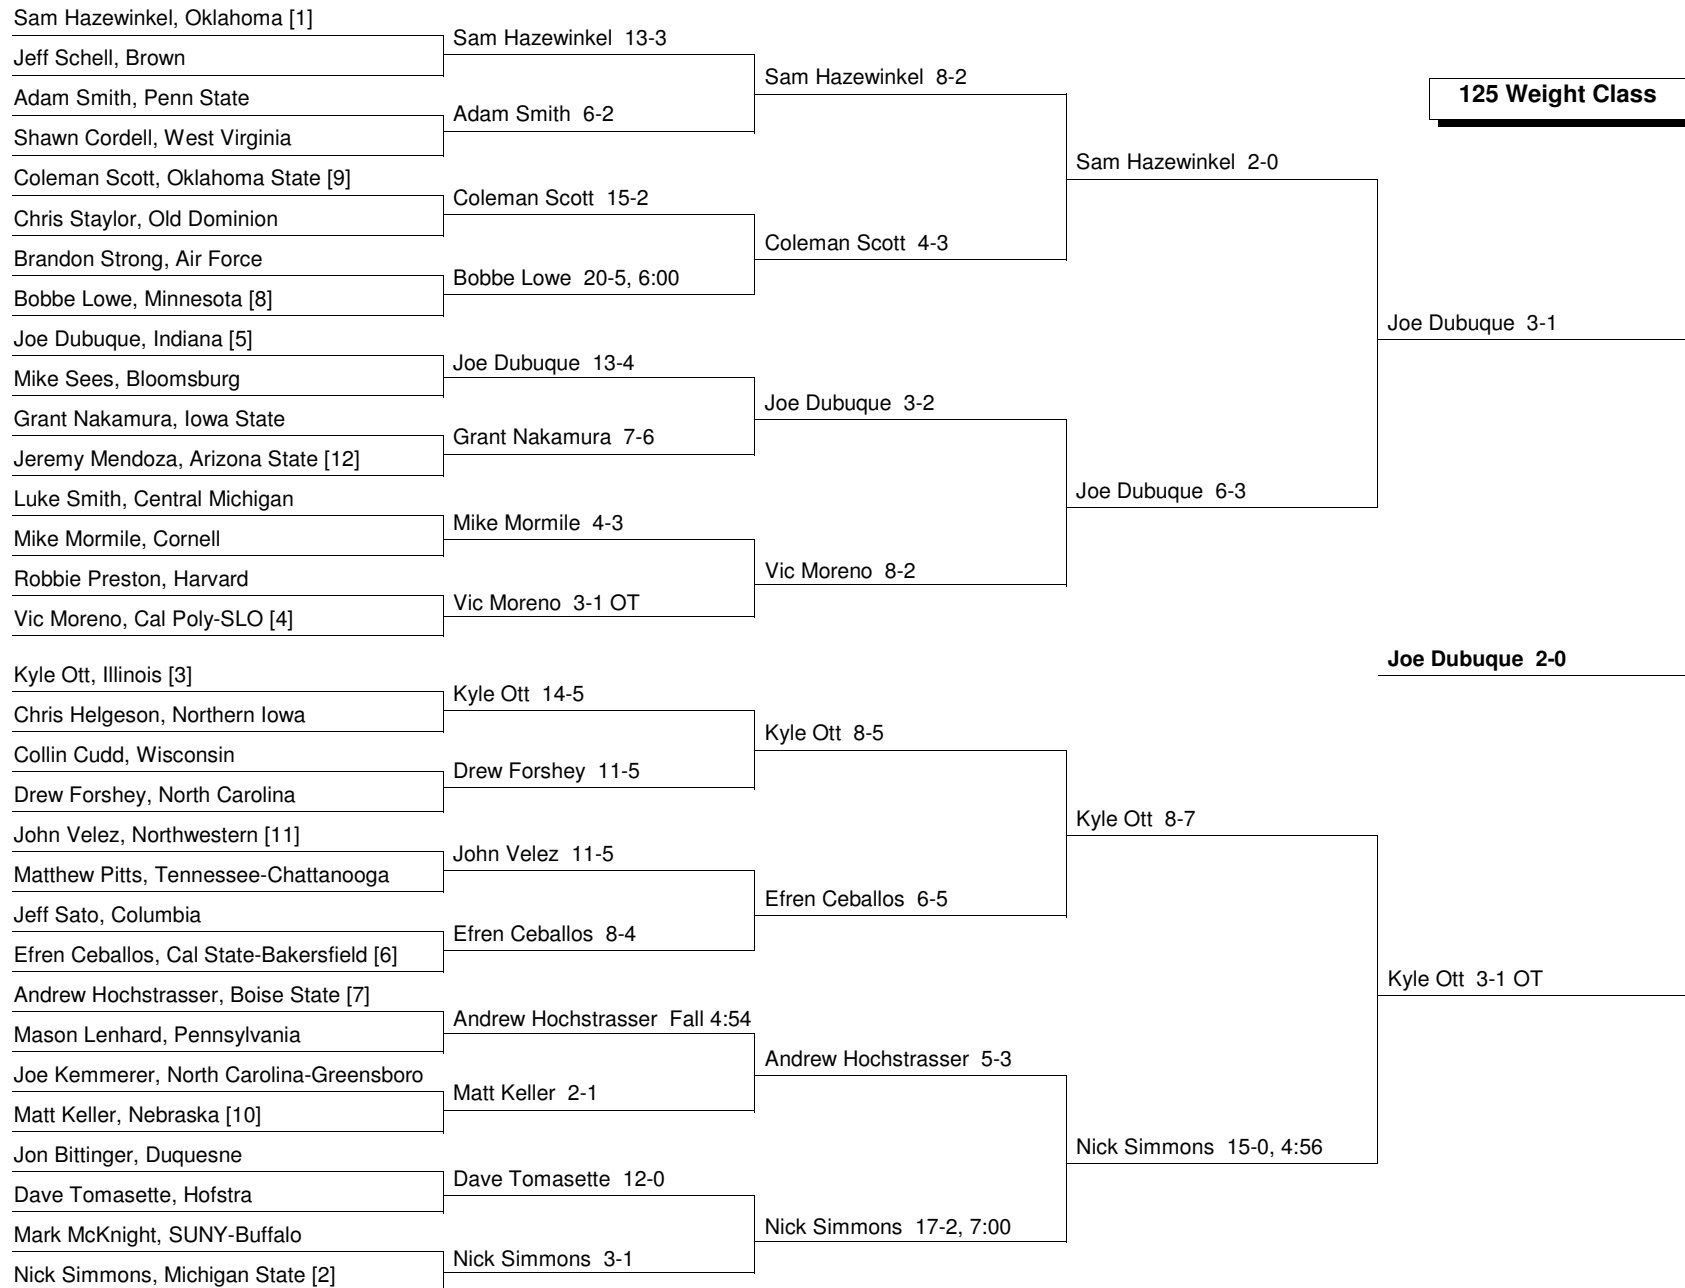 Sam Hazewinkel, Oklahoma [1]
Jeff Schell, Brown
Adam Smith, Penn State
Shawn Cordell, West Virginia
Coleman Scott, Oklahoma State [9]
Chris Staylor, Old Dominion
Brandon Strong, Air Force
Bobbe Lowe, Minnesota [8]
Joe Dubuque, Indiana [5]
Mike Sees, Bloomsburg
Grant Nakamura, Iowa State
Jeremy Mendoza, Arizona State [12]
Luke Smith, Central Michigan
Mike Mormile, Cornell
Robbie Preston, Harvard
Vic Moreno, Cal Poly-SLO [4]
Kyle Ott, Illinois [3]
Chris Helgeson, Northern Iowa
Collin Cudd, Wisconsin
Drew Forshey, North Carolina
John Velez, Northwestern [11]
Matthew Pitts, Tennessee-Chattanooga
Jeff Sato, Columbia
Efren Ceballos, Cal State-Bakersfield [6]
Andrew Hochstrasser, Boise State [7]
Mason Lenhard, Pennsylvania
Joe Kemmerer, North Carolina-Greensboro
Matt Keller, Nebraska [10]
Jon Bittinger, Duquesne
Dave Tomasette, Hofstra
Mark McKnight, SUNY-Buffalo
Nick Simmons, Michigan State [2]
Sam Hazewinkel 13-3
Adam Smith 6-2
Coleman Scott 15-2
Bobbe Lowe 20-5, 6:00
Joe Dubuque 13-4
Grant Nakamura 7-6
Mike Mormile 4-3
Vic Moreno 3-1 OT
Kyle Ott 14-5
Drew Forshey 11-5
John Velez 11-5
Efren Ceballos 8-4
Andrew Hochstrasser Fall 4:54
Matt Keller 2-1
Dave Tomasette 12-0
Nick Simmons 3-1
Sam Hazewinkel 8-2
Coleman Scott 4-3
Joe Dubuque 3-2
Vic Moreno 8-2
Kyle Ott 8-5
Efren Ceballos 6-5
Andrew Hochstrasser 5-3
Nick Simmons 17-2, 7:00
Sam Hazewinkel 2-0
Joe Dubuque 6-3
Kyle Ott 8-7
Nick Simmons 15-0, 4:56
125 Weight Class
Joe Dubuque 3-1
Joe Dubuque 2-0
Kyle Ott 3-1 OT